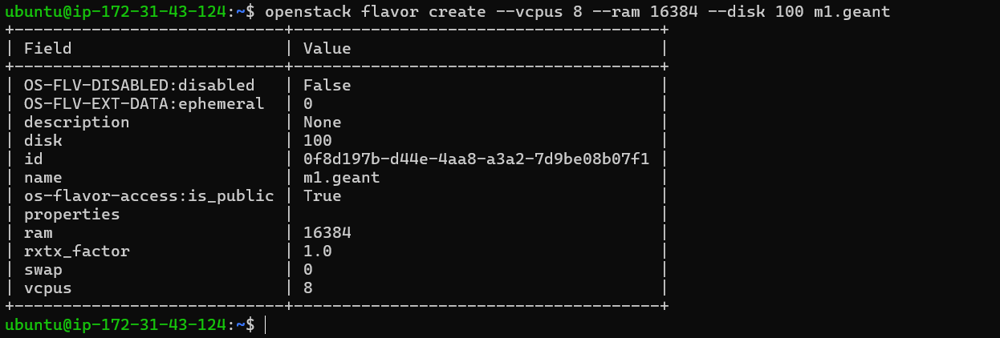 ubuntu@ip-172-31-43-124:~$ openstack flavor create --vcpus 8 --ram 16384 --disk 100 m1.geant
+----------------------------+--------------------------------------+
| Field                      | Value                                |
+----------------------------+--------------------------------------+
| OS-FLV-DISABLED:disabled   | False                                |
| OS-FLV-EXT-DATA:ephemeral  | 0                                    |
| description                | None                                 |
| disk                       | 100                                  |
| id                         | 0f8d197b-d44e-4aa8-a3a2-7d9be08b07f1 |
| name                       | m1.geant                             |
| os-flavor-access:is_public | True                                 |
| properties                 |                                      |
| ram                        | 16384                                |
| rxtx_factor                | 1.0                                  |
| swap                       | 0                                    |
| vcpus                      | 8                                    |
+----------------------------+--------------------------------------+
ubuntu@ip-172-31-43-124:~$